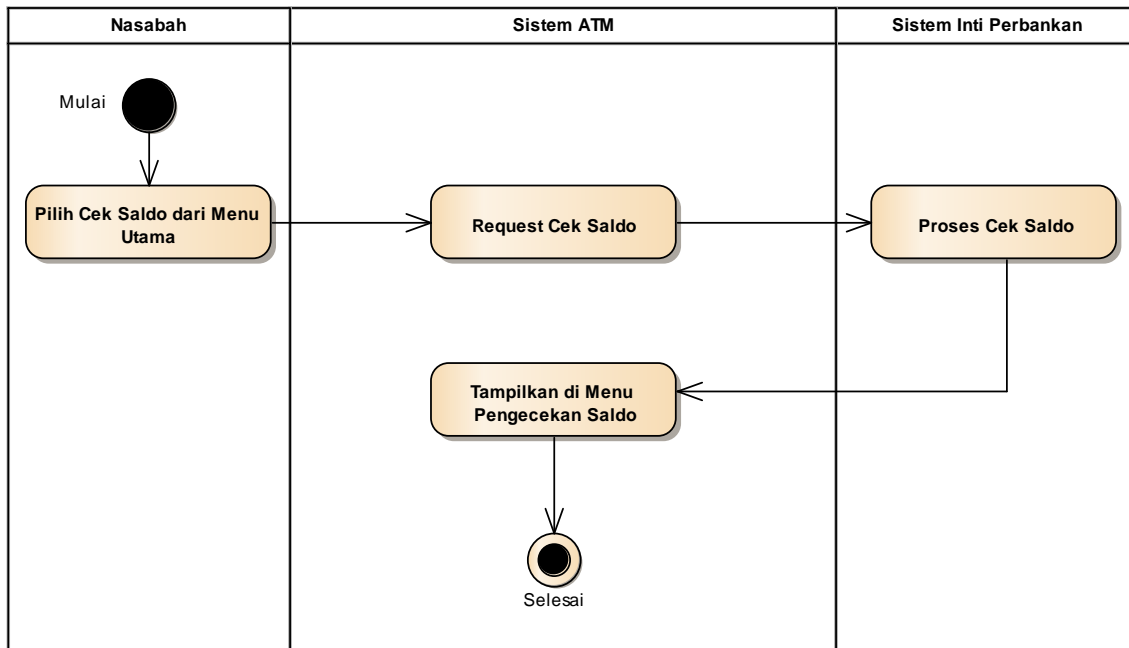 Nasabah
Sistem ATM
Sistem Inti Perbankan
Mulai
Pilih Cek Saldo dari Menu
Utama
Request Cek Saldo
Proses Cek Saldo
Tampilkan di Menu
Pengecekan Saldo
Selesai